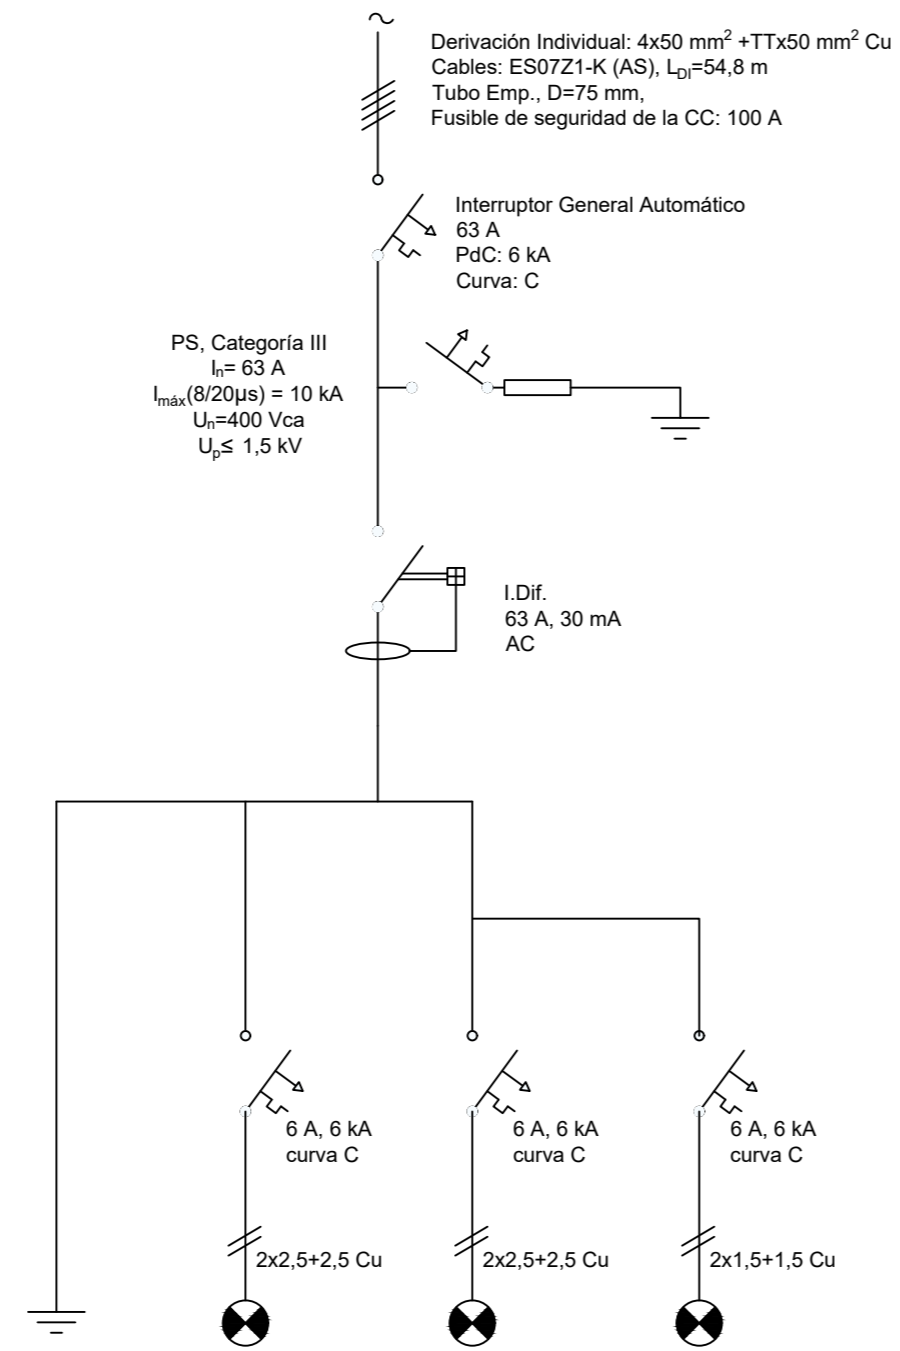 Derivación Individual: 4x50 mm² +TTx50 mm² Cu
Cables: ES07Z1-K (AS), L_DI=54,8 m
Tubo Emp., D=75 mm,
Fusible de seguridad de la CC: 100 A
Interruptor General Automático
63 A
PdC: 6 kA
Curva: C
PS, Categoría III
Iₙ= 63 A
I_máx(8/20µs) = 10 kA
Uₙ=400 Vca
Uₚ≤ 1,5 kV
I.Dif.
63 A, 30 mA
AC
6 A, 6 kA
curva C
6 A, 6 kA
curva C
6 A, 6 kA
curva C
2x2,5+2,5 Cu
2x2,5+2,5 Cu
2x1,5+1,5 Cu